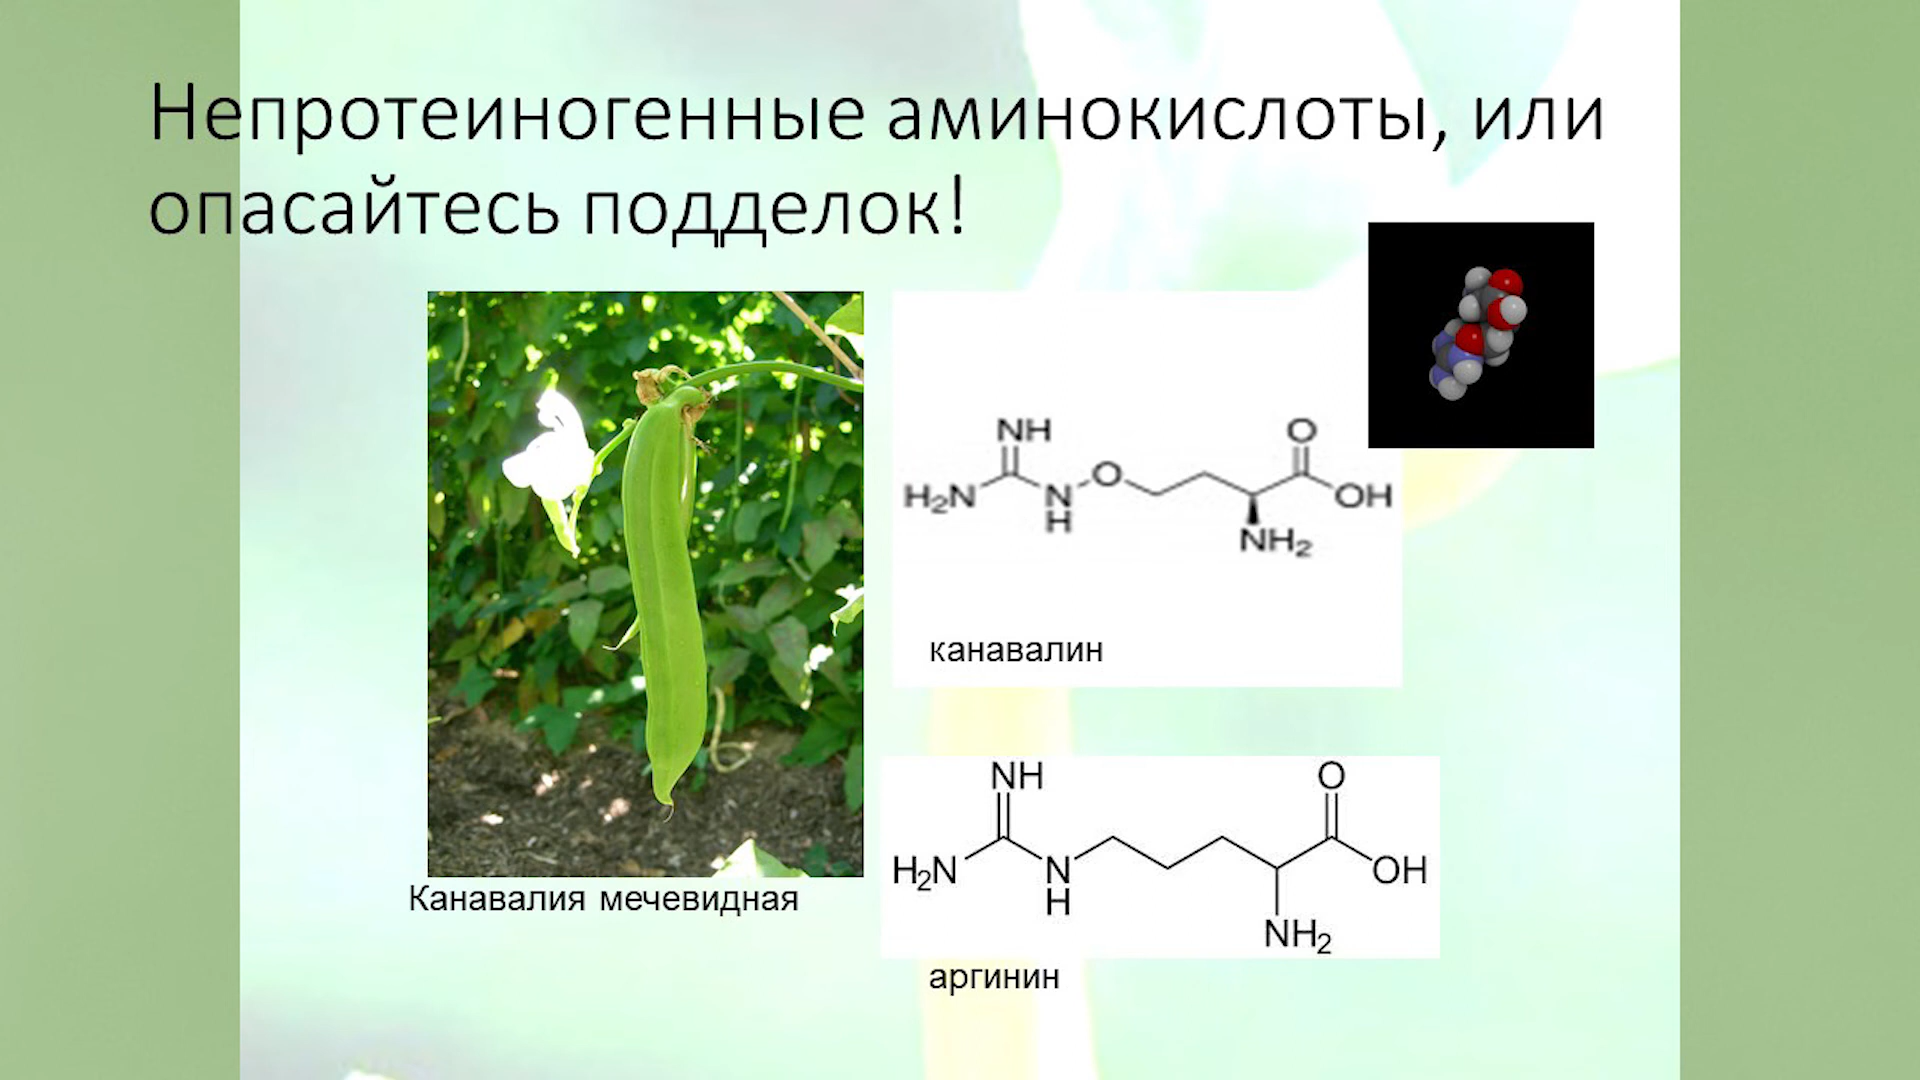 Непротеиногенные аминокислоты, или
опасайтесь подделок!
NH
H₂N
N
H
O
O
OH
NH₂
канавалин
NH
H₂N
N
H
O
OH
NH₂
аргинин
Канавалия мечевидная